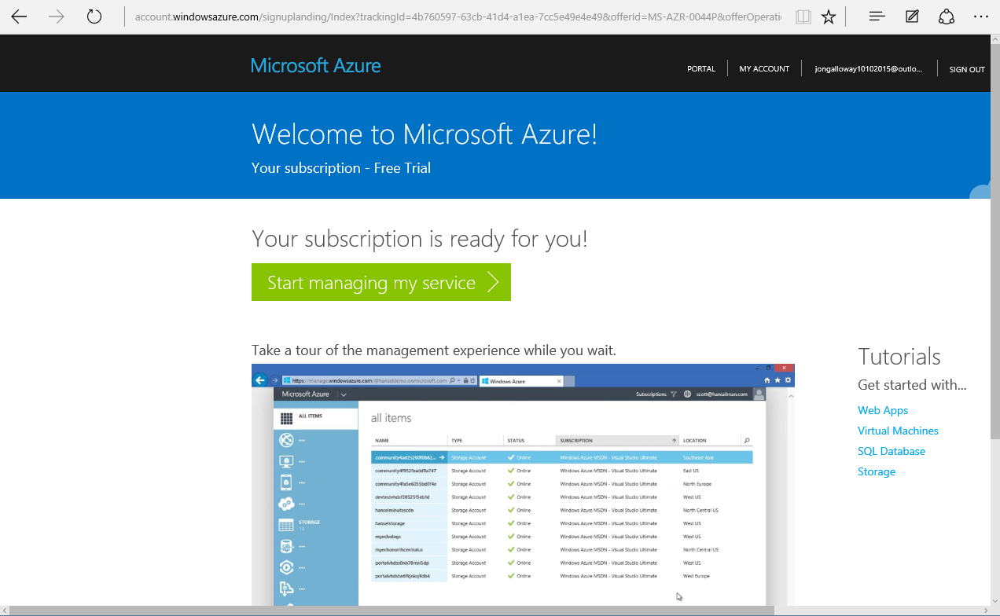 account.windowsazure.com/signuplanding/Index?trackingId=4b760597-63cb-41d4-a1ea-7cc5e49e4e49&offerId=MS-AZR-0044P&offerOperati
Microsoft Azure
PORTAL
MY ACCOUNT
jongalloway10102015@outlo...
SIGN OUT
Welcome to Microsoft Azure!
Your subscription - Free Trial
Your subscription is ready for you!
Start managing my service
Take a tour of the management experience while you wait.
https://manage.windowsazure.com/@hanseldemo.onmicrosoft.com
Windows Azure
Microsoft Azure
Subscriptions
scott@hanselman.com
ALL ITEMS
STORAGE
10
all items
NAME TYPE STATUS SUBSCRIPTION LOCATION
Storage Account Online Windows Azure MSDN - Visual Studio Ultimate Southeast Asia
community4f952feadd9a747 Storage Account Online Windows Azure MSDN - Visual Studio Ultimate East US
community4fa5e6055bd0f4e Storage Account Online Windows Azure MSDN - Visual Studio Ultimate North Europe
Storage Account Online Windows Azure MSDN - Visual Studio Ultimate West US
hanselminutescdn Storage Account Online Windows Azure MSDN - Visual Studio Ultimate North Central US
hanselstorage Storage Account Online Windows Azure MSDN - Visual Studio Ultimate West US
myechologs Storage Account Online Windows Azure MSDN - Visual Studio Ultimate West US
myechonorthcentralus Storage Account Online Windows Azure MSDN - Visual Studio Ultimate North Central US
Storage Account Online Windows Azure MSDN - Visual Studio Ultimate West US
Storage Account Online Windows Azure MSDN - Visual Studio Ultimate West Europe
Tutorials
Get started with...
Web Apps
Virtual Machines
SQL Database
Storage